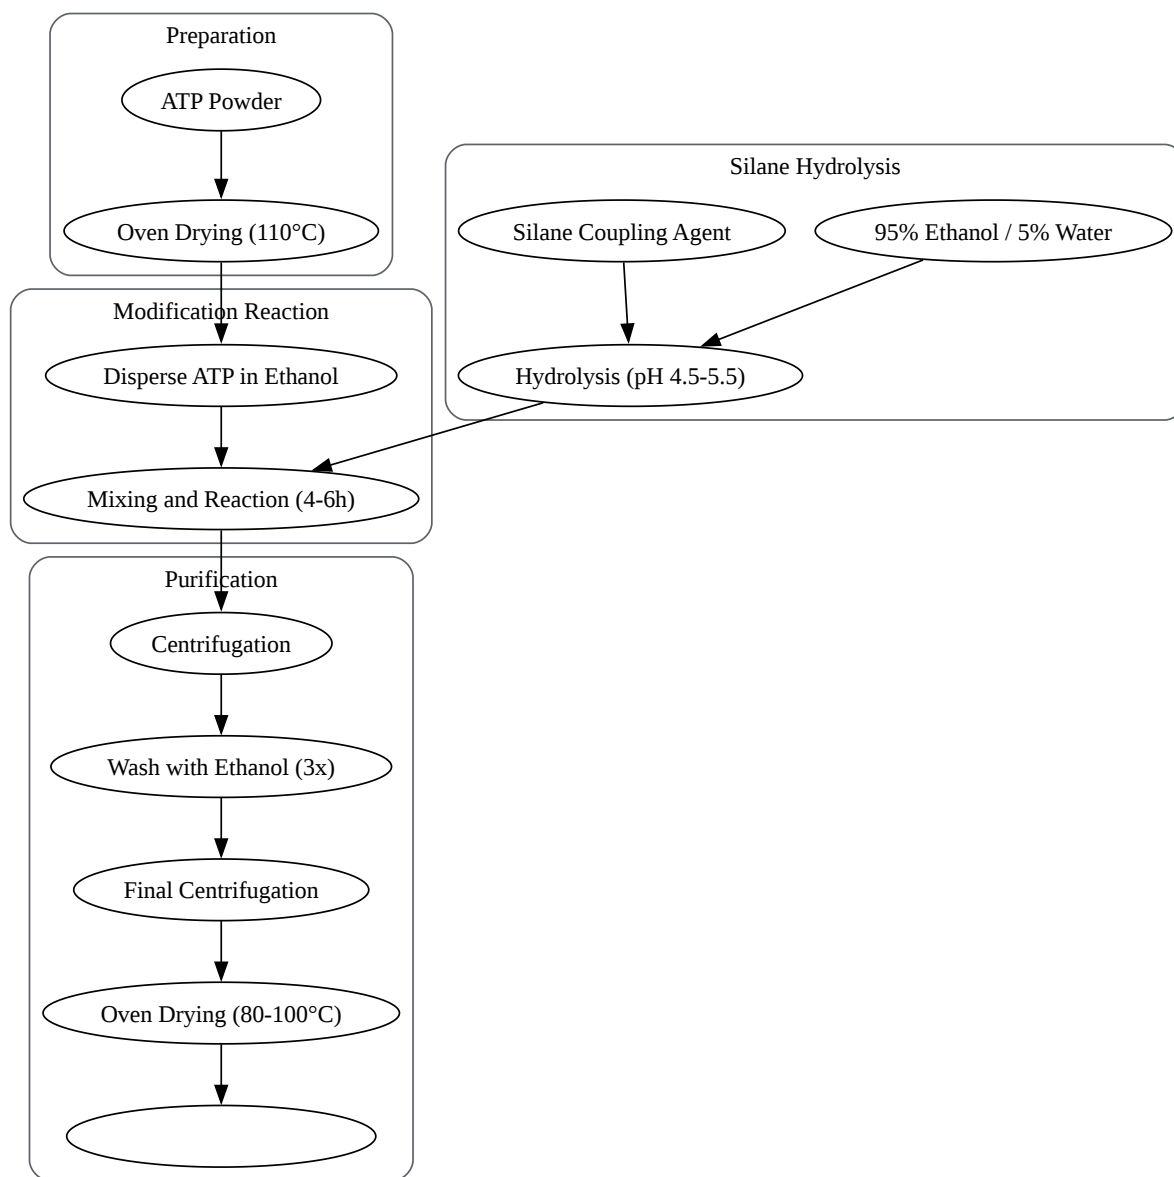 Preparation
ATP Powder
Oven Drying (110°C)
Silane Hydrolysis
Silane Coupling Agent
95% Ethanol / 5% Water
Hydrolysis (pH 4.5-5.5)
Modification Reaction
Disperse ATP in Ethanol
Mixing and Reaction (4-6h)
Purification
Centrifugation
Wash with Ethanol (3x)
Final Centrifugation
Oven Drying (80-100°C)